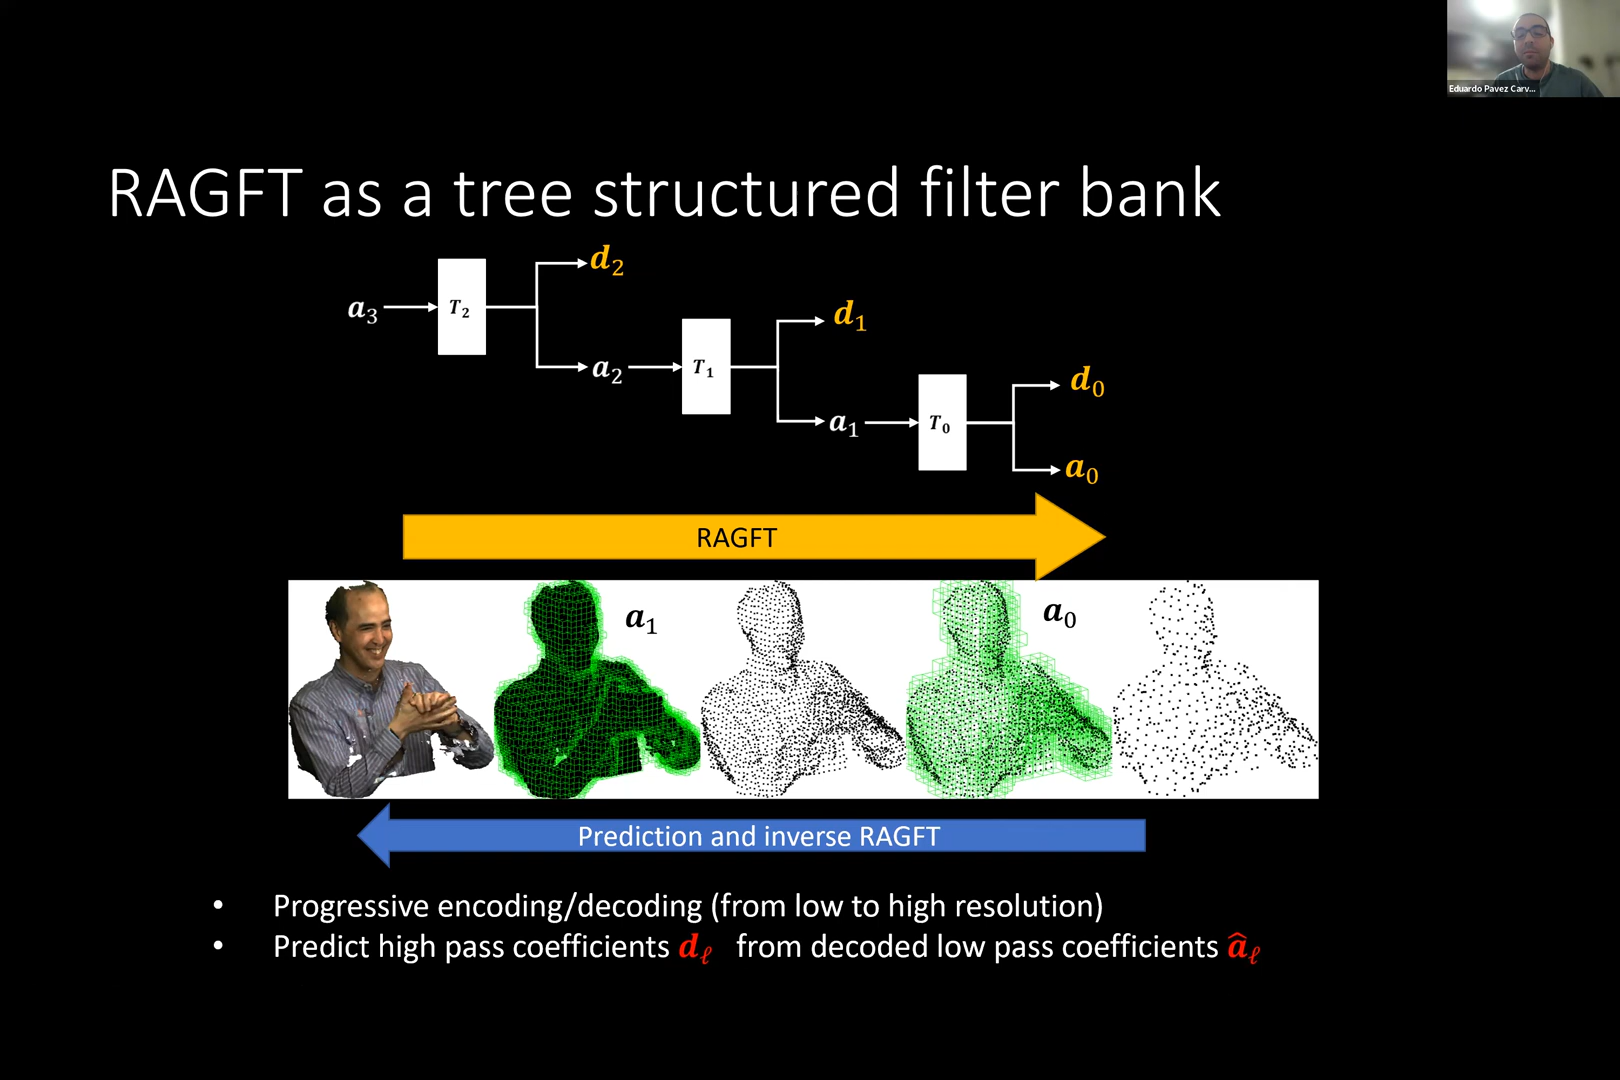 Eduardo Pavez Carv...
RAGFT as a tree structured filter bank
d₂
a₃ T₂
d₁
a₂ T₁
d₀
a₁ T₀
a₀
RAGFT
a₁ a₀
Prediction and inverse RAGFT
• Progressive encoding/decoding (from low to high resolution)
• Predict high pass coefficients dℓ from decoded low pass coefficients âℓ